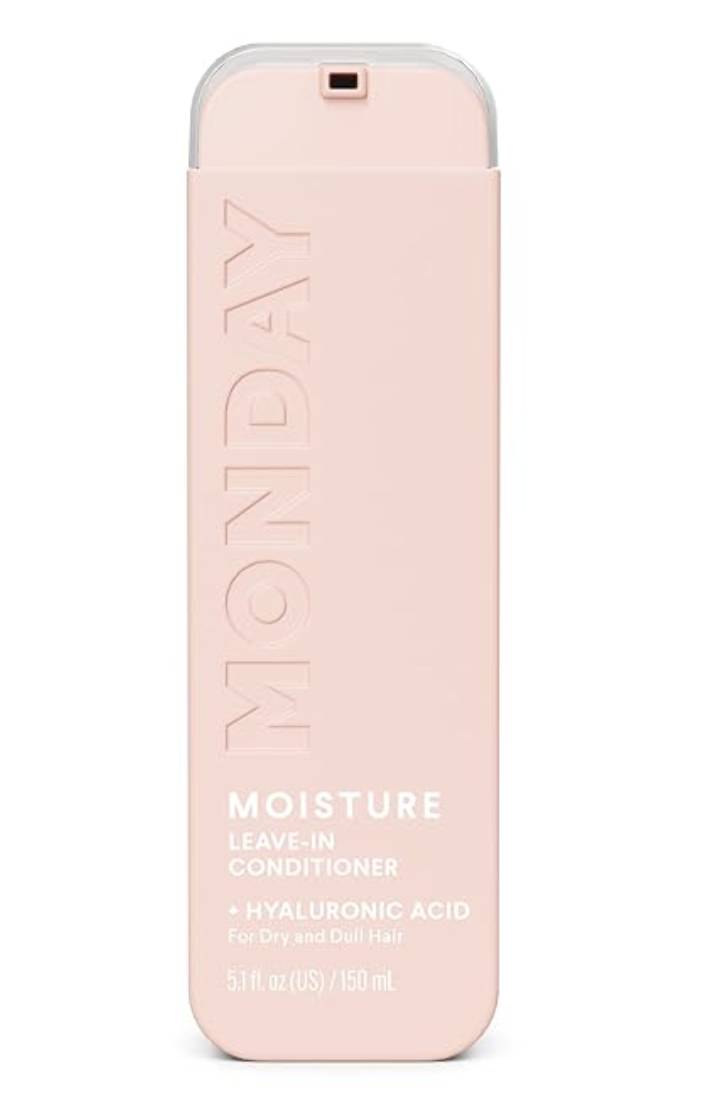 MONDAY
MOISTURE
LEAVE-IN
CONDITIONER
+ HYALURONIC ACID
For Dry and Dull Hair
5.1 fl. oz (US) / 150 mL